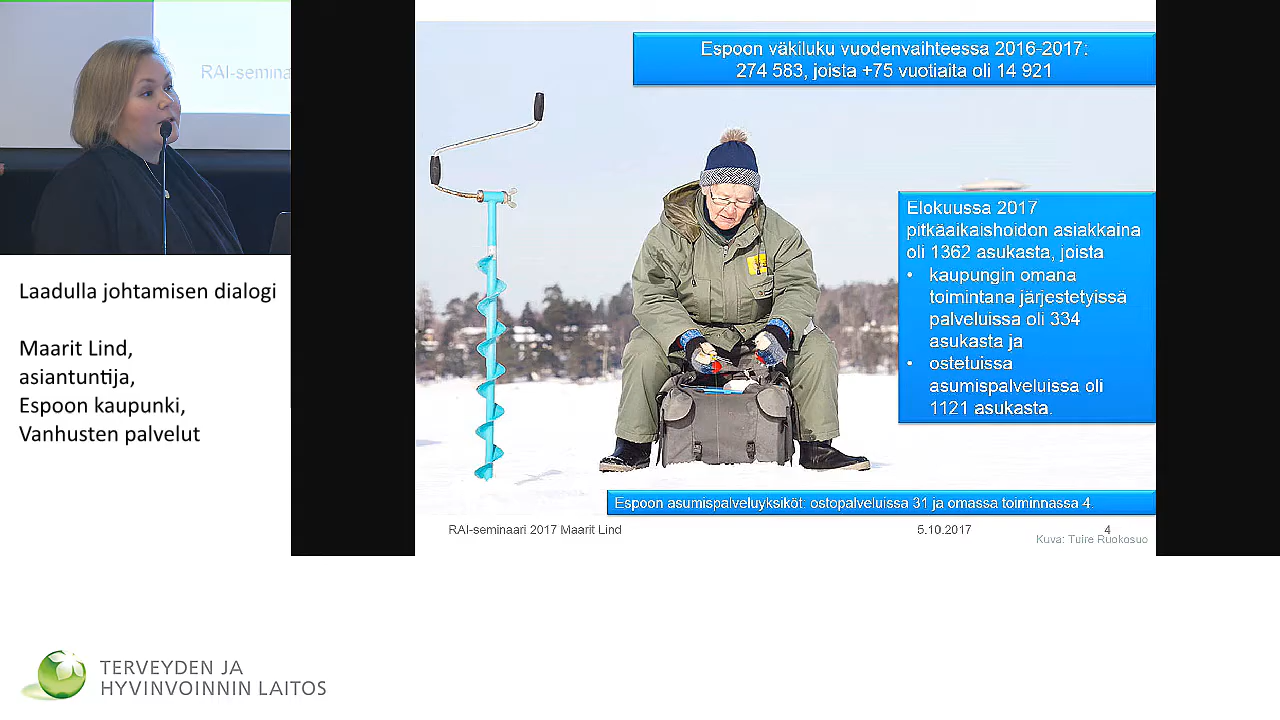 RAI-semina
Laadulla johtamisen dialogi
Maarit Lind,
asiantuntija,
Espoon kaupunki,
Vanhusten palvelut
Espoon väkiluku vuodenvaihteessa 2016-2017:
274 583, joista +75 vuotiaita oli 14 921
Elokuussa 2017
pitkäaikaishoidon asiakkaina
oli 1362 asukasta, joista
• kaupungin omana
toimintana järjestetyissä
palveluissa oli 334
asukasta ja
• ostetuissa
asumispalveluissa oli
1121 asukasta.
Espoon asumispalveluyksiköt: ostopalveluissa 31 ja omassa toiminnassa 4.
RAI-seminaari 2017 Maarit Lind 5.10.2017 4
Kuva: Tuire Ruokosuo
TERVEYDEN JA
HYVINVOINNIN LAITOS